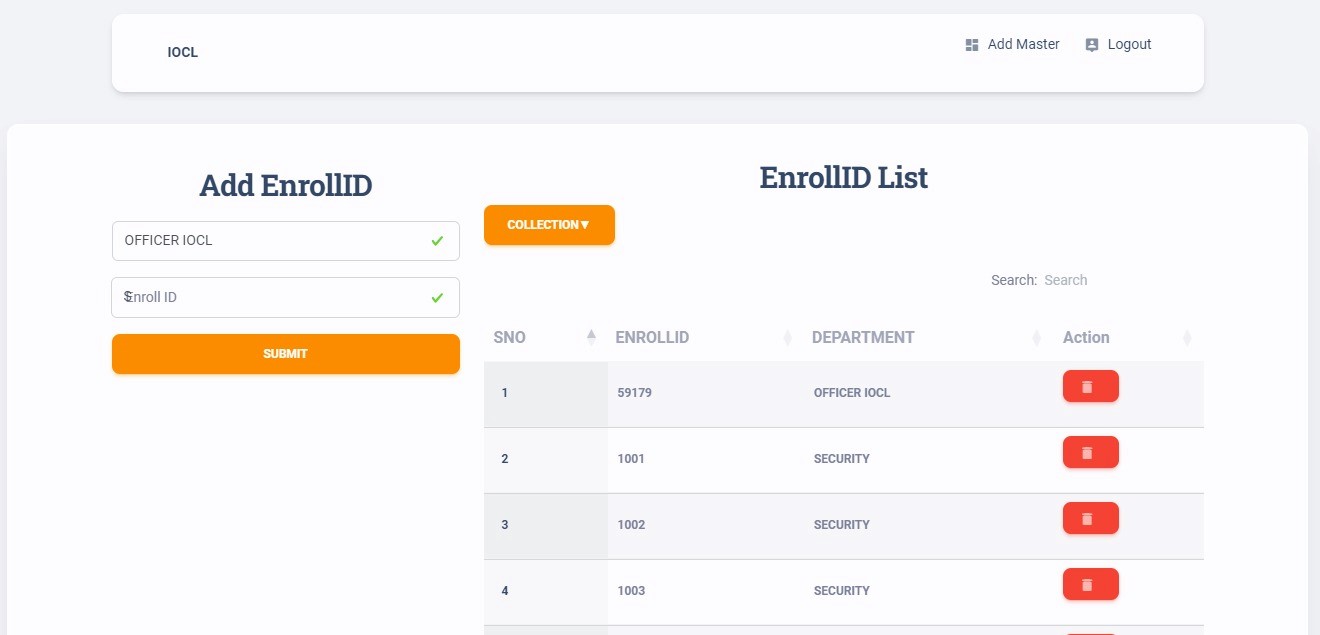 IOCL
Add Master
Logout
Add EnrollID
OFFICER IOCL
$
Enroll ID
SUBMIT
EnrollID List
COLLECTION▼
Search: Search
SNO ENROLLID DEPARTMENT Action
1 59179 OFFICER IOCL
2 1001 SECURITY
3 1002 SECURITY
4 1003 SECURITY